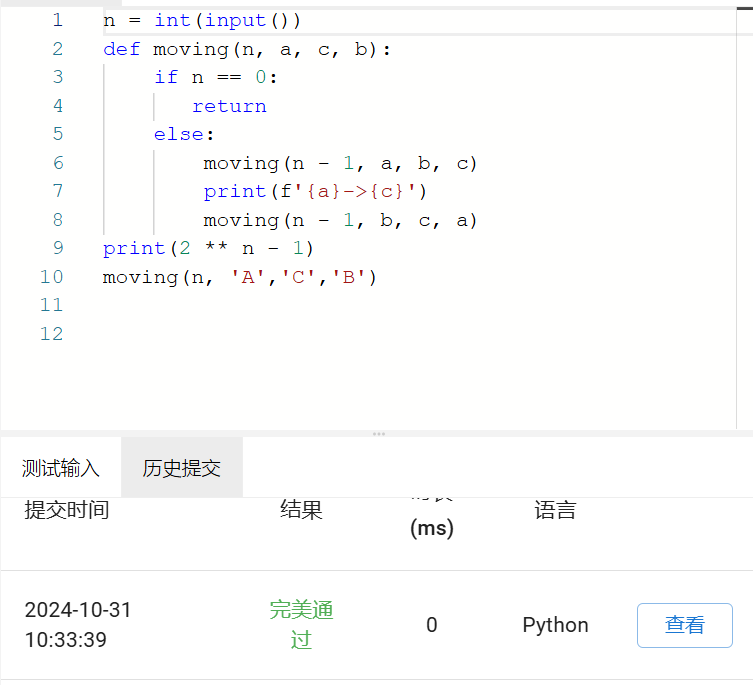 1 n = int(input())
2 def moving(n, a, c, b):
3     if n == 0:
4        return
5     else:
6         moving(n - 1, a, b, c)
7         print(f'{a}->{c}')
8         moving(n - 1, b, c, a)
9 print(2 ** n - 1)
10 moving(n, 'A','C','B')
11
12
测试输入 历史提交
提交时间 结果 (ms) 语言
2024-10-31 10:33:39 完美通过 0 Python 查看